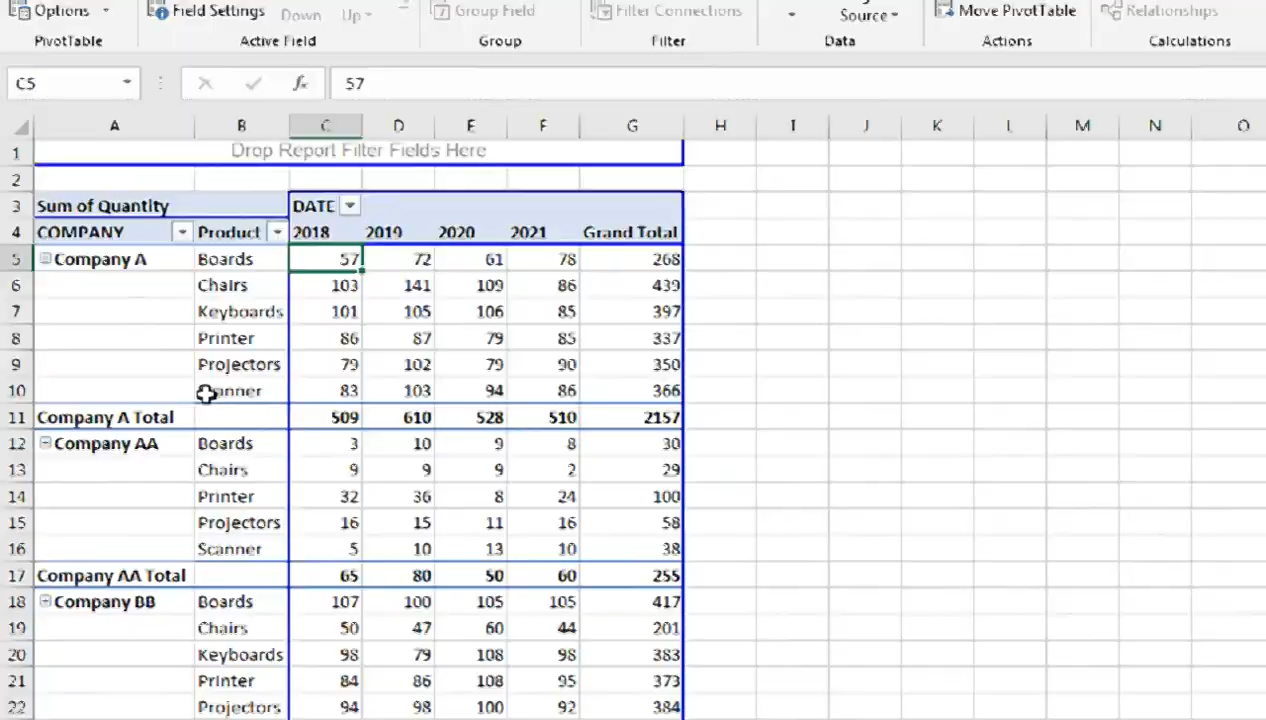 Options Field Settings Down Up Group Field Filter Connections Source Move PivotTable Relationships
PivotTable Active Field Group Filter Data Actions Calculations
C5 fx 57
A B C D E F G H I J K L M N O
1 Drop Report Filter Fields Here
2
3 Sum of Quantity DATE
4 COMPANY Product 2018 2019 2020 2021 Grand Total
5 Company A Boards 57 72 61 78 268
6 Chairs 103 141 109 86 439
7 Keyboards 101 105 106 85 397
8 Printer 86 87 79 85 337
9 Projectors 79 102 79 90 350
10 Scanner 83 103 94 86 366
11 Company A Total 509 610 528 510 2157
12 Company AA Boards 3 10 9 8 30
13 Chairs 9 9 9 2 29
14 Printer 32 36 8 24 100
15 Projectors 16 15 11 16 58
16 Scanner 5 10 13 10 38
17 Company AA Total 65 80 50 60 255
18 Company BB Boards 107 100 105 105 417
19 Chairs 50 47 60 44 201
20 Keyboards 98 79 108 98 383
21 Printer 84 86 108 95 373
22 Projectors 94 98 100 92 384